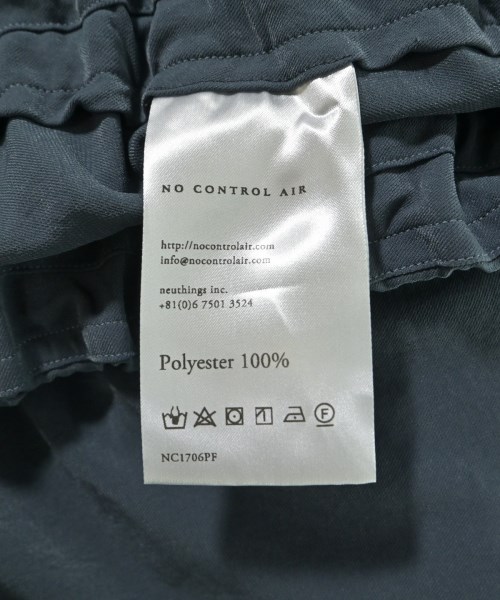 NO CONTROL AIR
http://nocontrolair.com
info@nocontrolair.com
neuthings inc.
+81(0)6 7501 3524
Polyester 100%
F
NC1706PF